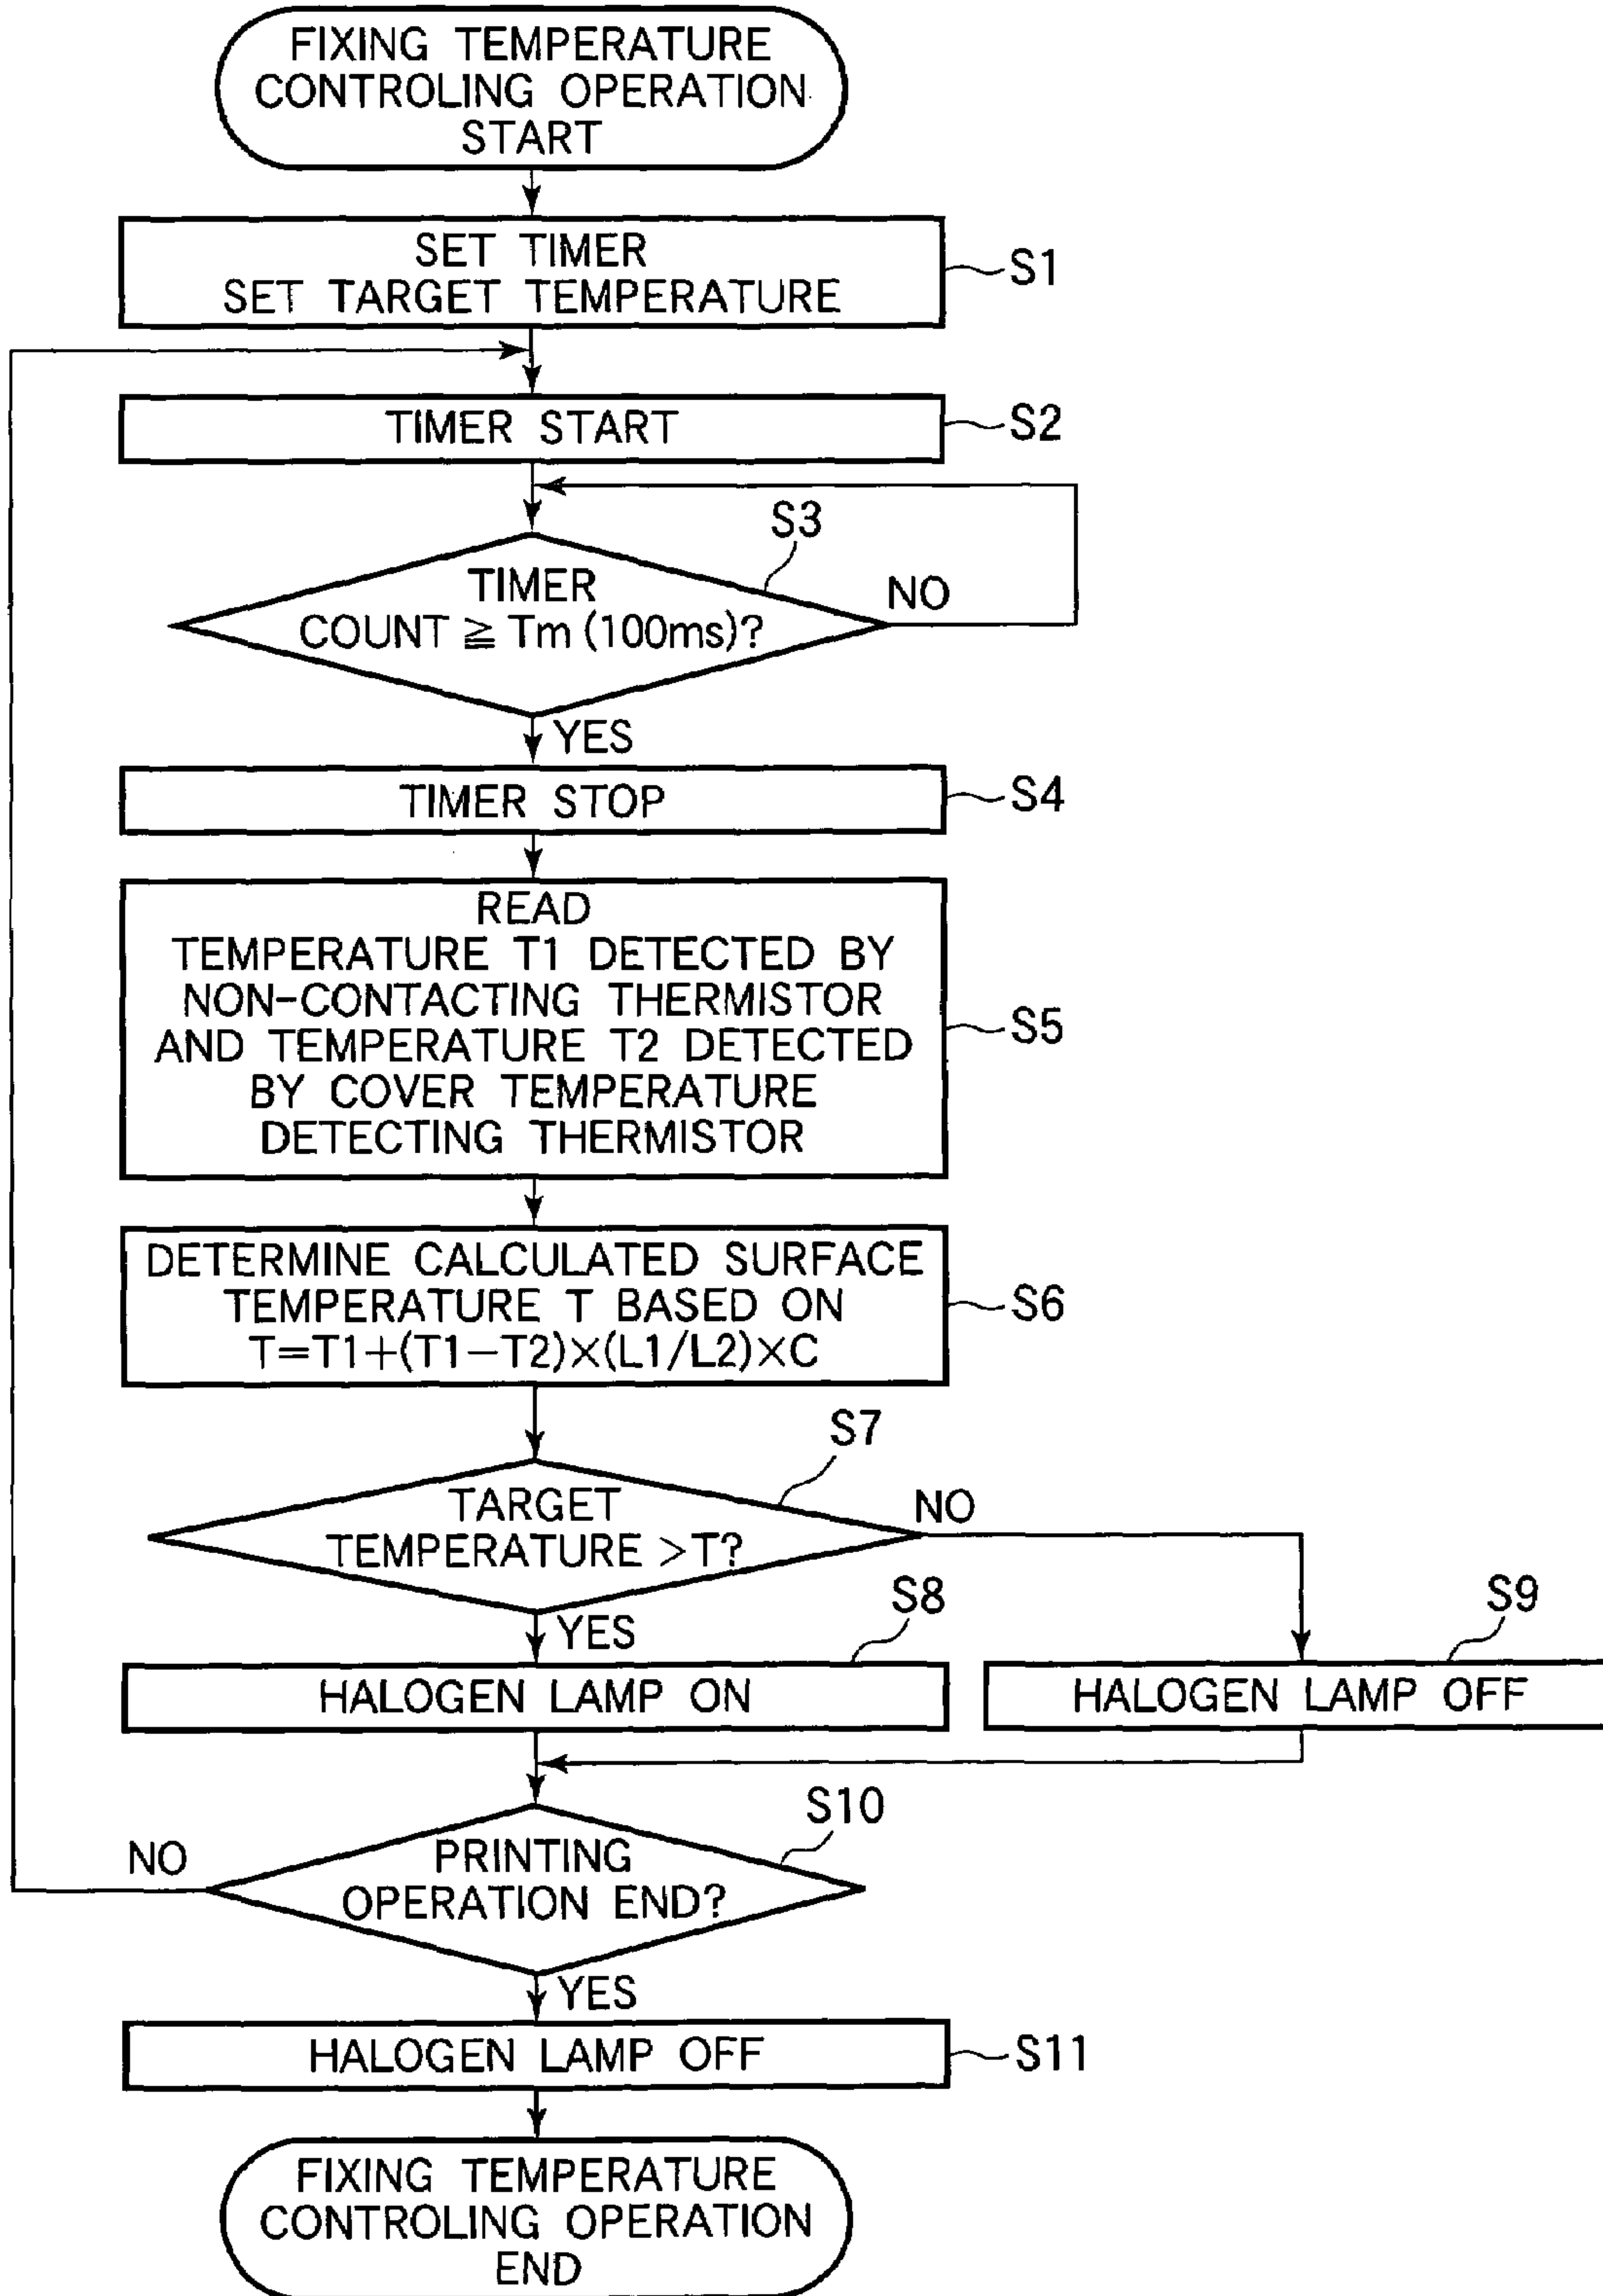 FIXING TEMPERATURE
CONTROLING OPERATION
START
SET TIMER
SET TARGET TEMPERATURE
S1
TIMER START
S2
S3
TIMER
COUNT ≧ Tm (100ms)?
NO
YES
TIMER STOP
S4
READ
TEMPERATURE T1 DETECTED BY
NON-CONTACTING THERMISTOR
AND TEMPERATURE T2 DETECTED
BY COVER TEMPERATURE
DETECTING THERMISTOR
S5
DETERMINE CALCULATED SURFACE
TEMPERATURE T BASED ON
T=T1+(T1−T2)×(L1/L2)×C
S6
S7
TARGET
TEMPERATURE >T?
NO
YES
S8
HALOGEN LAMP ON
S9
HALOGEN LAMP OFF
S10
PRINTING
OPERATION END?
NO
YES
HALOGEN LAMP OFF
S11
FIXING TEMPERATURE
CONTROLING OPERATION
END